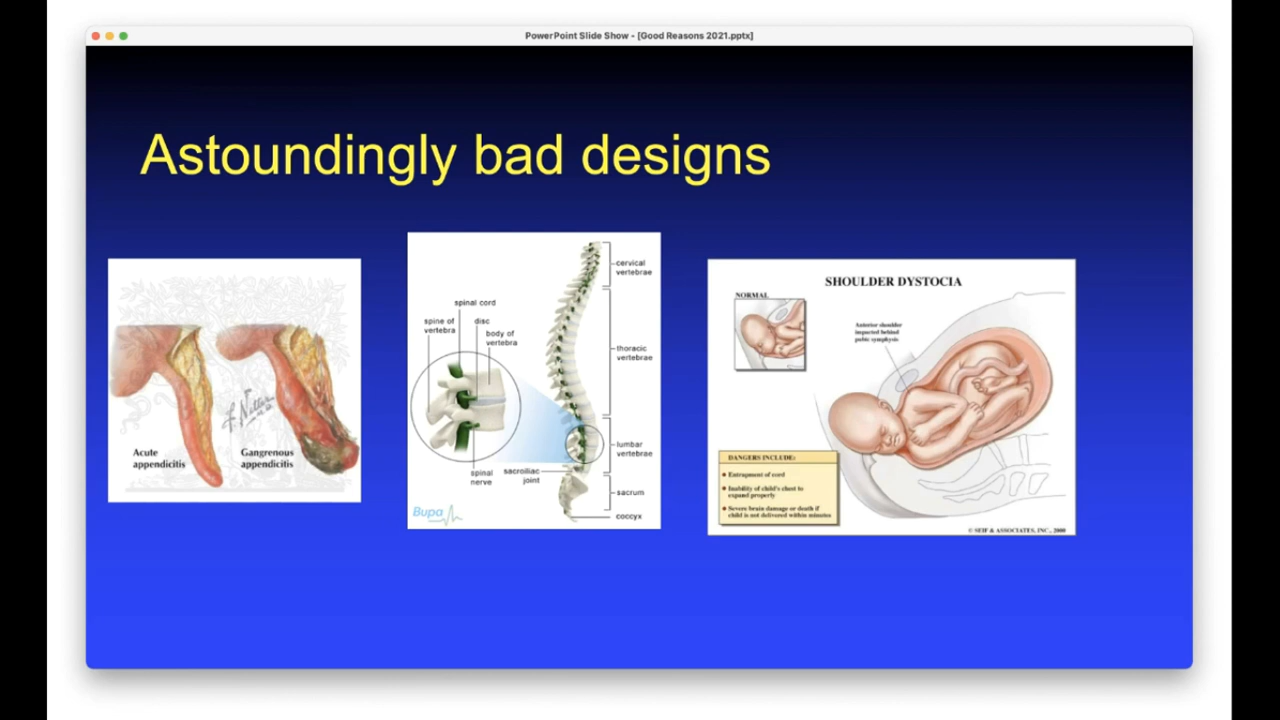 PowerPoint Slide Show - [Good Reasons 2021.pptx]
Astoundingly bad designs
Acute
appendicitis
Gangrenous
appendicitis
F. Netter
M.D.
cervical
vertebrae
spinal cord
spine of
vertebra
disc
body of
vertebra
thoracic
vertebrae
lumbar
vertebrae
spinal
nerve
sacroiliac
joint
sacrum
coccyx
Bupa
SHOULDER DYSTOCIA
NORMAL
Anterior shoulder
impacted behind
pubic symphysis
DANGERS INCLUDE:
Entrapment of cord
Inability of child's chest to
expand properly
Severe brain damage or death if
child is not delivered within minutes
© SEIF & ASSOCIATES, INC., 2000